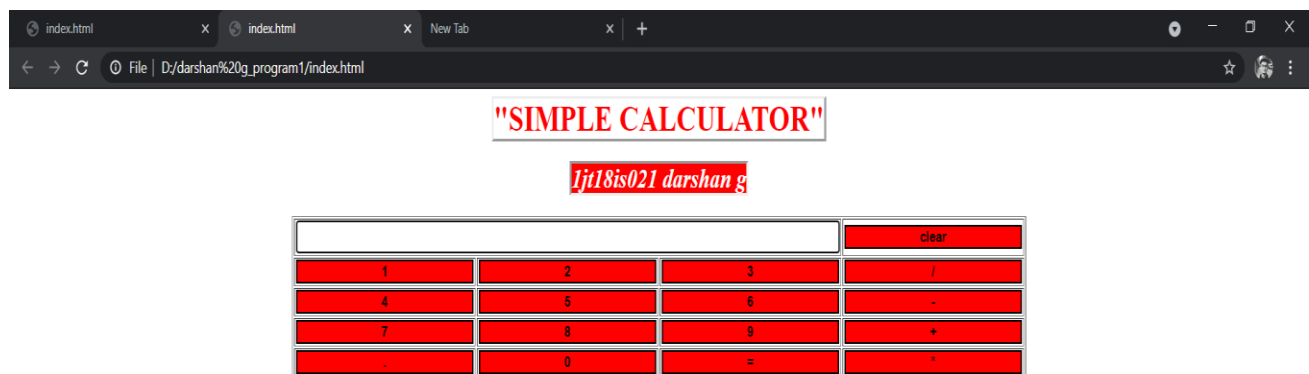 index.html x index.html x New Tab x +
File | D:/darshan%20g_program1/index.html
"SIMPLE CALCULATOR"
1jt18is021 darshan g
clear
1 2 3 /
4 5 6 -
7 8 9 +
. 0 = *